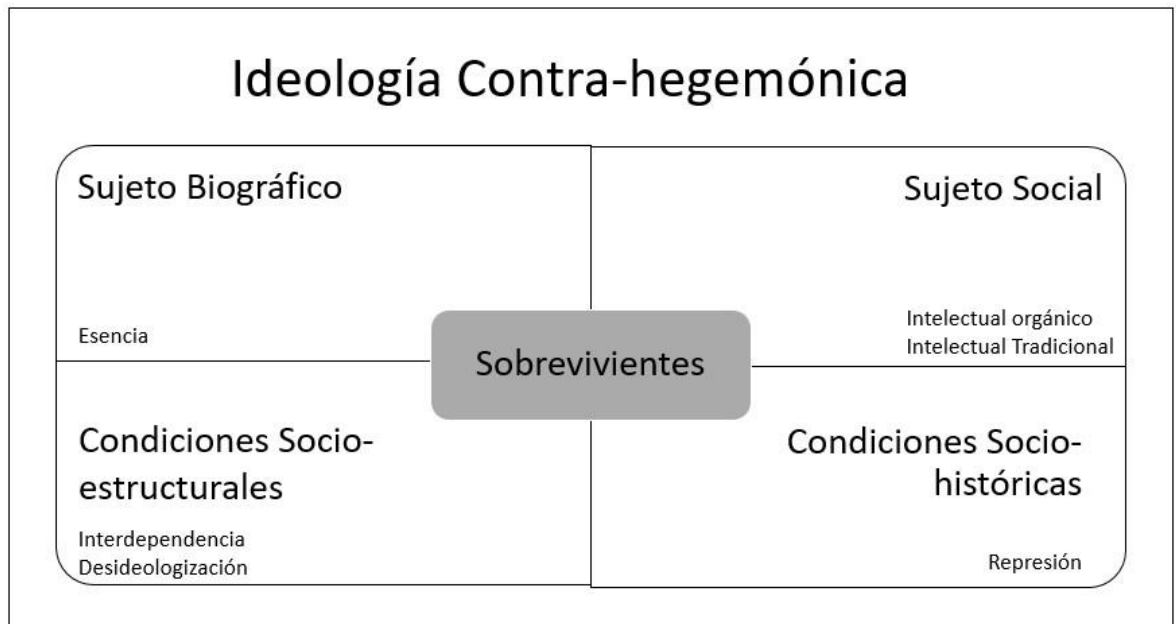 Ideología Contra-hegemónica
Sujeto Biográfico
Esencia
Sujeto Social
Intelectual orgánico
Intelectual Tradicional
Sobrevivientes
Condiciones Socio-
estructurales
Interdependencia
Desideologización
Condiciones Socio-
históricas
Represión